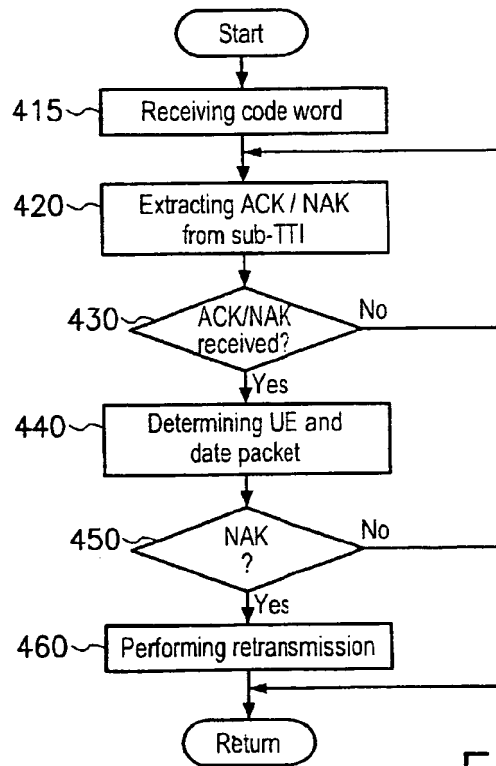 Start
415
Receiving code word
420
Extracting ACK / NAK
from sub-TTI
430
ACK/NAK
received?
No
Yes
440
Determining UE and
date packet
450
NAK
?
No
Yes
460
Performing retransmission
Return